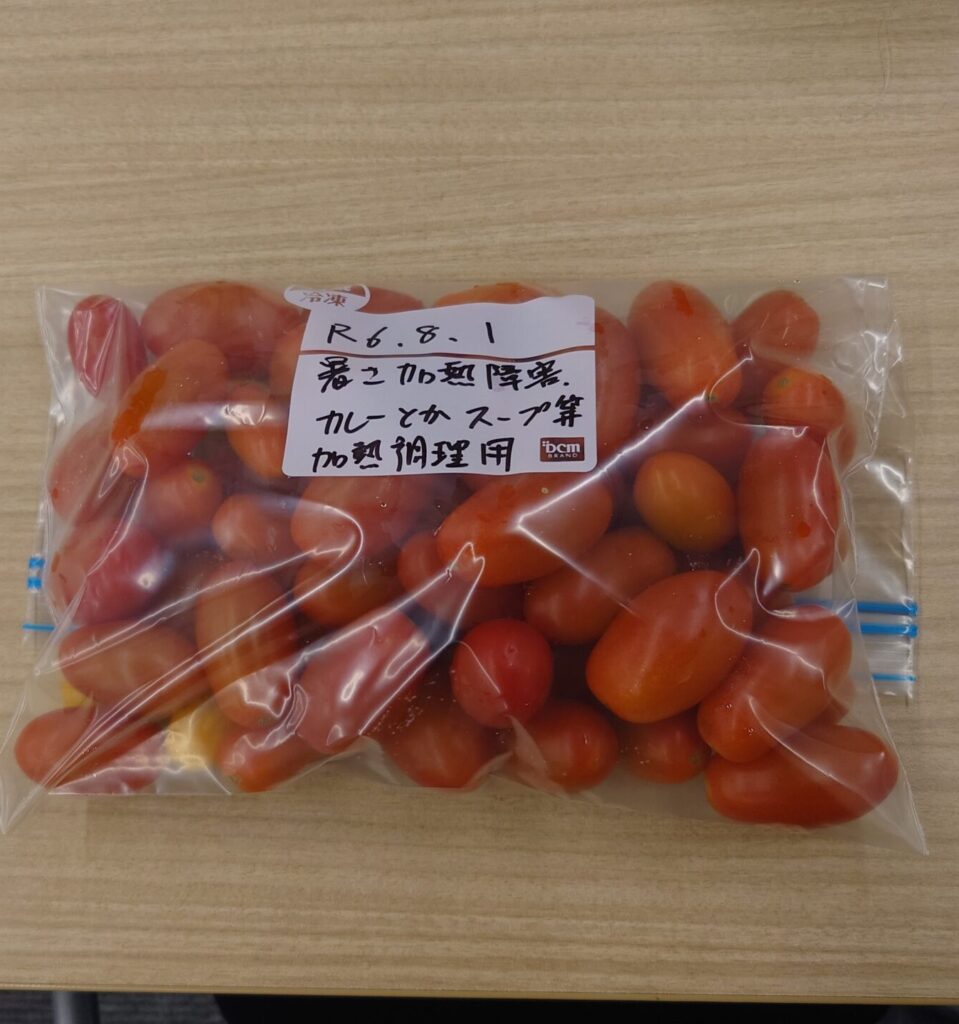 冷凍
R6.8.1
暑さ加熱障害.
カレーとかスープ等
加熱調理用
DCM
BRAND